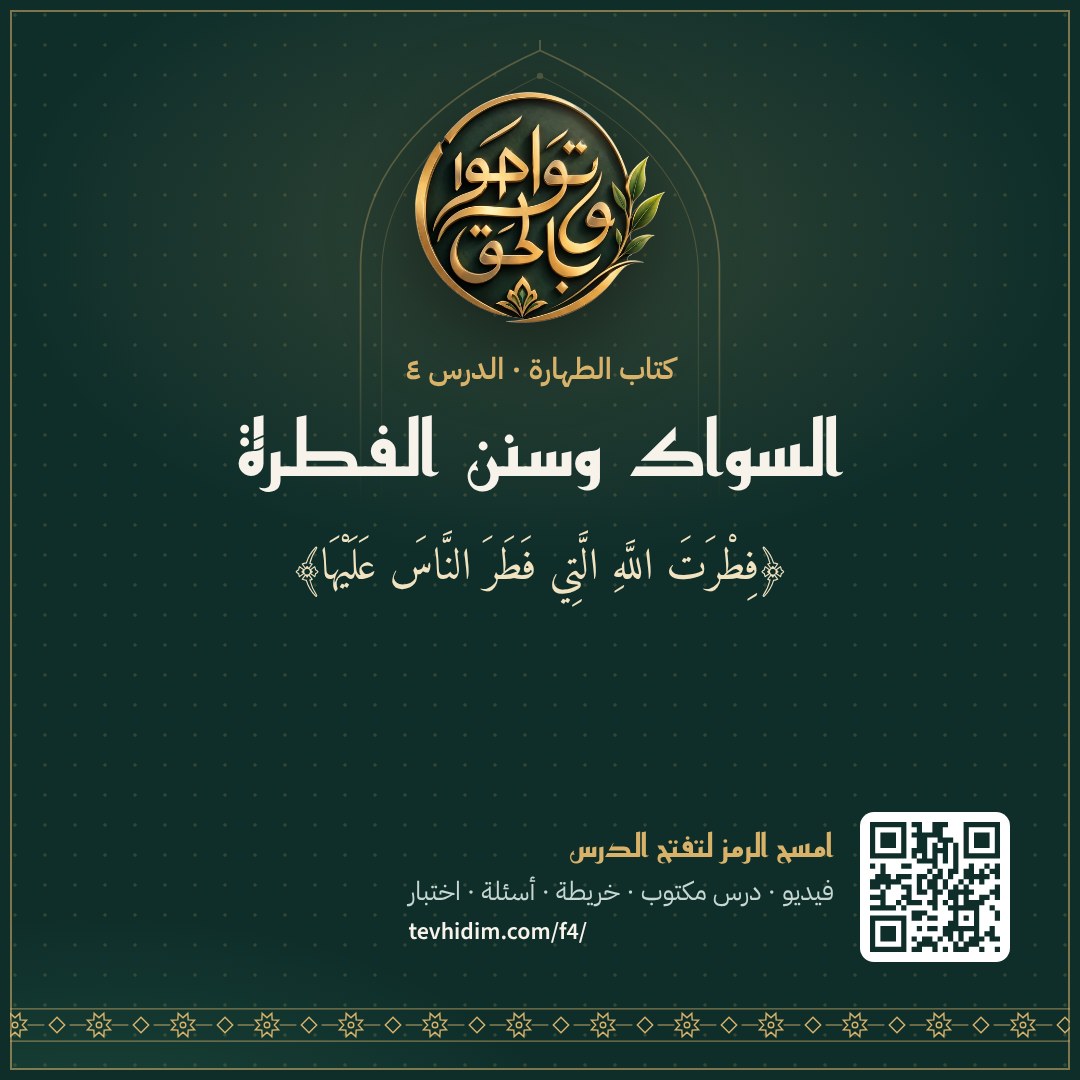 وتواصوا بالحق
كتاب الطهارة · الدرس ٤
السواك وسنن الفطرة
﴿فِطْرَتَ اللَّهِ الَّتِي فَطَرَ النَّاسَ عَلَيْهَا﴾
امسح الرمز لتفتح الدرس
فيديو · درس مكتوب · خريطة · أسئلة · اختبار
tevhidim.com/f4/